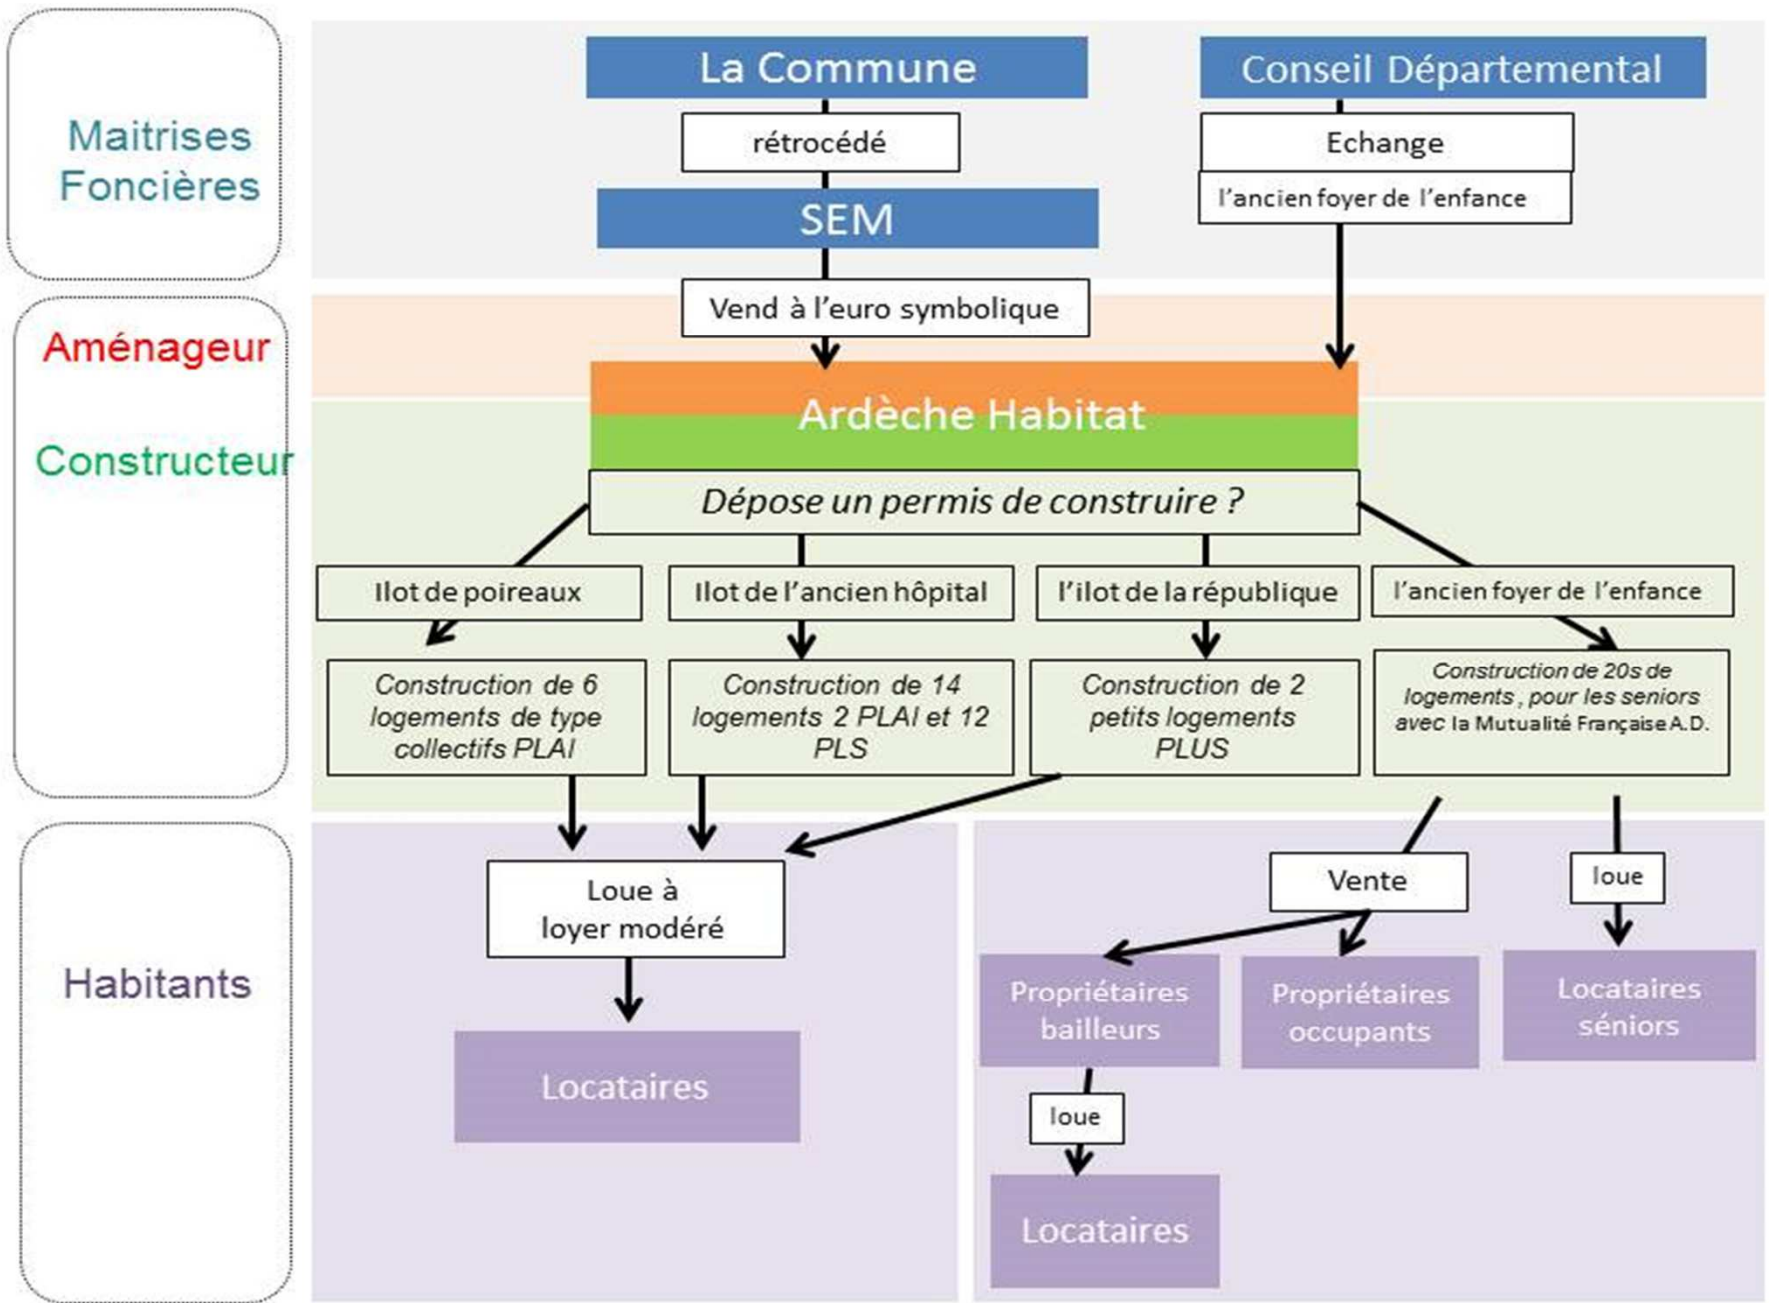 Maitrises
Foncières
La Commune
Conseil Départemental
rétrocédé
Echange
l'ancien foyer de l'enfance
SEM
Vend à l'euro symbolique
Aménageur
Constructeur
Ardèche Habitat
Dépose un permis de construire ?
Ilot de poireaux
Ilot de l'ancien hôpital
l'ilot de la république
l'ancien foyer de l'enfance
Construction de 6
logements de type
collectifs PLAI
Construction de 14
logements 2 PLAI et 12
PLS
Construction de 2
petits logements
PLUS
Construction de 20s de
logements, pour les seniors
avec la Mutualité Française A.D.
Habitants
Loue à
loyer modéré
Vente
loue
Locataires
Propriétaires
bailleurs
Propriétaires
occupants
Locataires
séniors
loue
Locataires